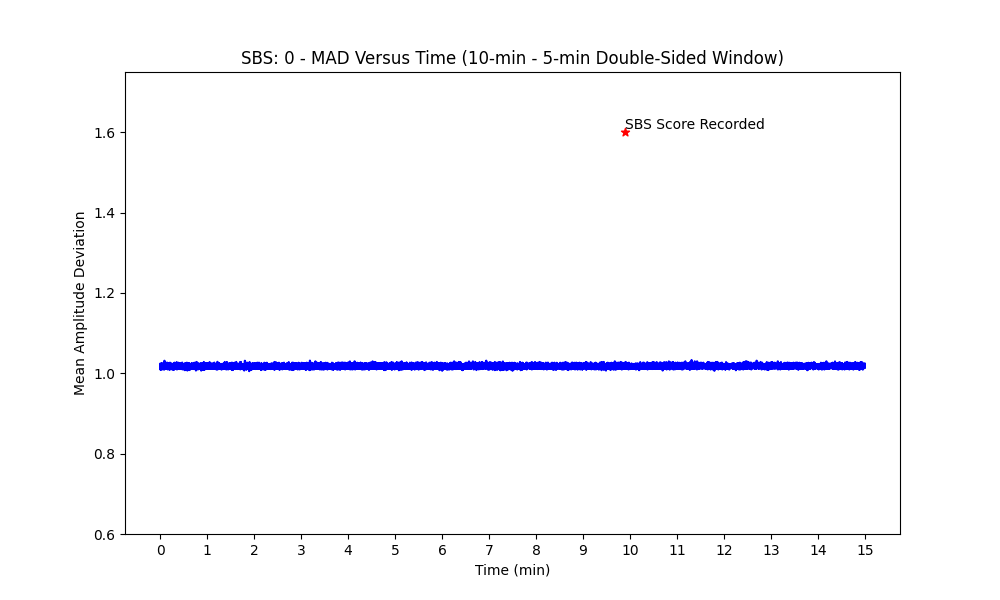 SBS: 0 - MAD Versus Time (10-min - 5-min Double-Sided Window)
SBS Score Recorded
Mean Amplitude Deviation
1.6
1.4
1.2
1.0
0.8
0.6
0 1 2 3 4 5 6 7 8 9 10 11 12 13 14 15
Time (min)